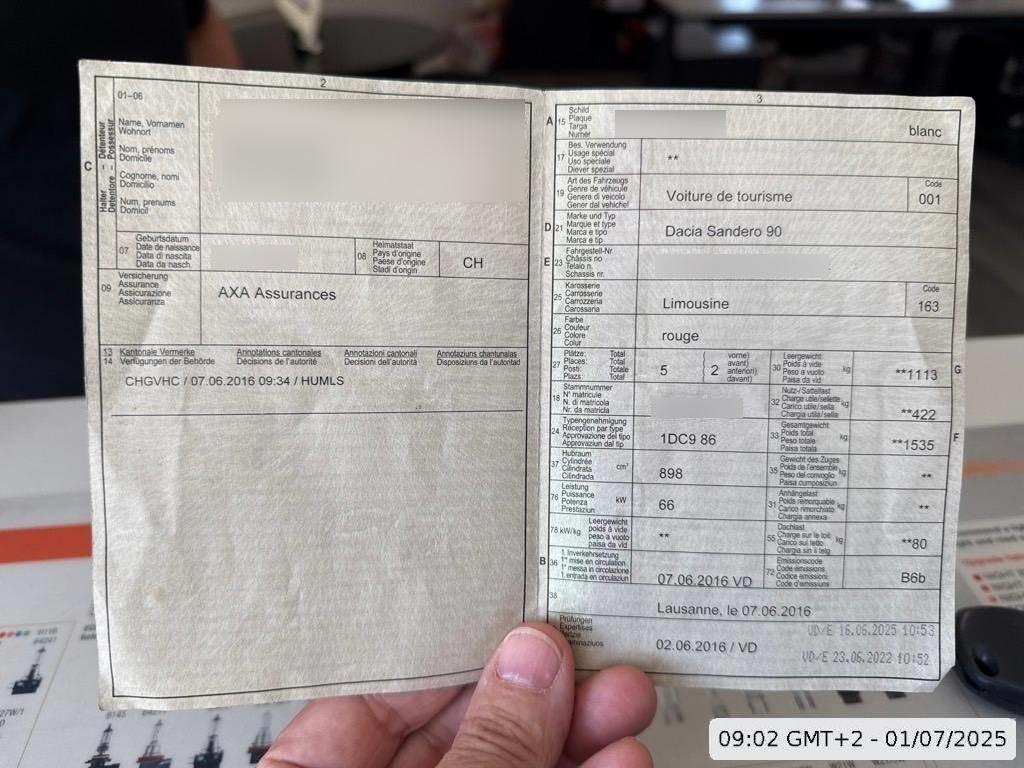 2
01-06
Name, Vornamen
Wohnort
Nom, prénoms
Domicile
Cognome, nomi
Domicilio
Num, prenums
Domicil
C
Halter Détenteur
Detentore Possessur
07
Geburtsdatum
Date de naissance
Data di nascita
Data da nasch.
08
Heimatstaat
Pays d'origine
Paese d'origine
Stadi d'origin
CH
09
Versicherung
Assurance
Assicurazione
Assicuranza
AXA Assurances
13 Kantonale Vermerke Annotations cantonales Annotazioni cantonali Annotaziuns chantunalas
14 Verfügungen der Behörde Décisions de l'autorité Decisioni dell'autorità Disposiziuns da l'autoritad
CHGVHC / 07.06.2016 09:34 / HUMLS
3
A 15
Schild
Plaque
Targa
Numer
blanc
17
Bes. Verwendung
Usage spécial
Uso speciale
Diever spezial
**
19
Art des Fahrzeugs
Genre de véhicule
Genere di veicolo
Gener dal vehichel
Voiture de tourisme
Code
001
D 21
Marke und Typ
Marque et type
Marca e tipo
Marca e tip
Dacia Sandero 90
E 23
Fahrgestell-Nr.
Châssis no
Telaio n.
Schassis nr.
25
Karosserie
Carrosserie
Carrozzeria
Carossaria
Limousine
Code
163
26
Farbe
Couleur
Colore
Colur
rouge
27
Plätze: Total
Places: Total
Posti: Totale
Plazs: Total
5
2
vorne)
avant)
anteriori)
davant)
30
Leergewicht
Poids à vide
Peso a vuoto
Paisa da vid
kg
**1113
G
18
Stammnummer
N° matricule
N. di matricola
Nr. da matricla
32
Nutz-/Sattellast
Charge utile/sellette
Carico utile/sella
Chargia utila/sella
kg
**422
24
Typengenehmigung
Réception par type
Approvazione del tipo
Approvaziun dal tip
1DC9 86
33
Gesamtgewicht
Poids total
Peso totale
Paisa totala
kg
**1535
F
37
Hubraum
Cylindrée
Cilindrata
Cilindrada
cm³
898
35
Gewicht des Zuges
Poids de l'ensemble
Peso del convoglio
Paisa cumposiziun
kg
**
76
Leistung
Puissance
Potenza
Prestaziun
kW
66
31
Anhängelast
Poids remorquable
Carico rimorchiato
Chargia annexa
kg
**
78 kW/kg
Leergewicht
poids à vide
peso a vuoto
paisa da vid
**
55
Dachlast
Charge sur le toit
Carico sul tetto
Chargia sin il tetg
kg
**80
B 36
1. Inverkehrsetzung
1re mise en circulation
1a messa in circolazione
1. entrada en circulaziun
07.06.2016 VD
72
Emissionscode
Code émissions
Codice emissioni
Code d'emissiuns
B6b
38
Lausanne, le 07.06.2016
Prüfungen
Expertises
02.06.2016 / VD
VD/E 16.06.2025 10:53
VD/E 23.06.2022 10:52
09:02 GMT+2 - 01/07/2025